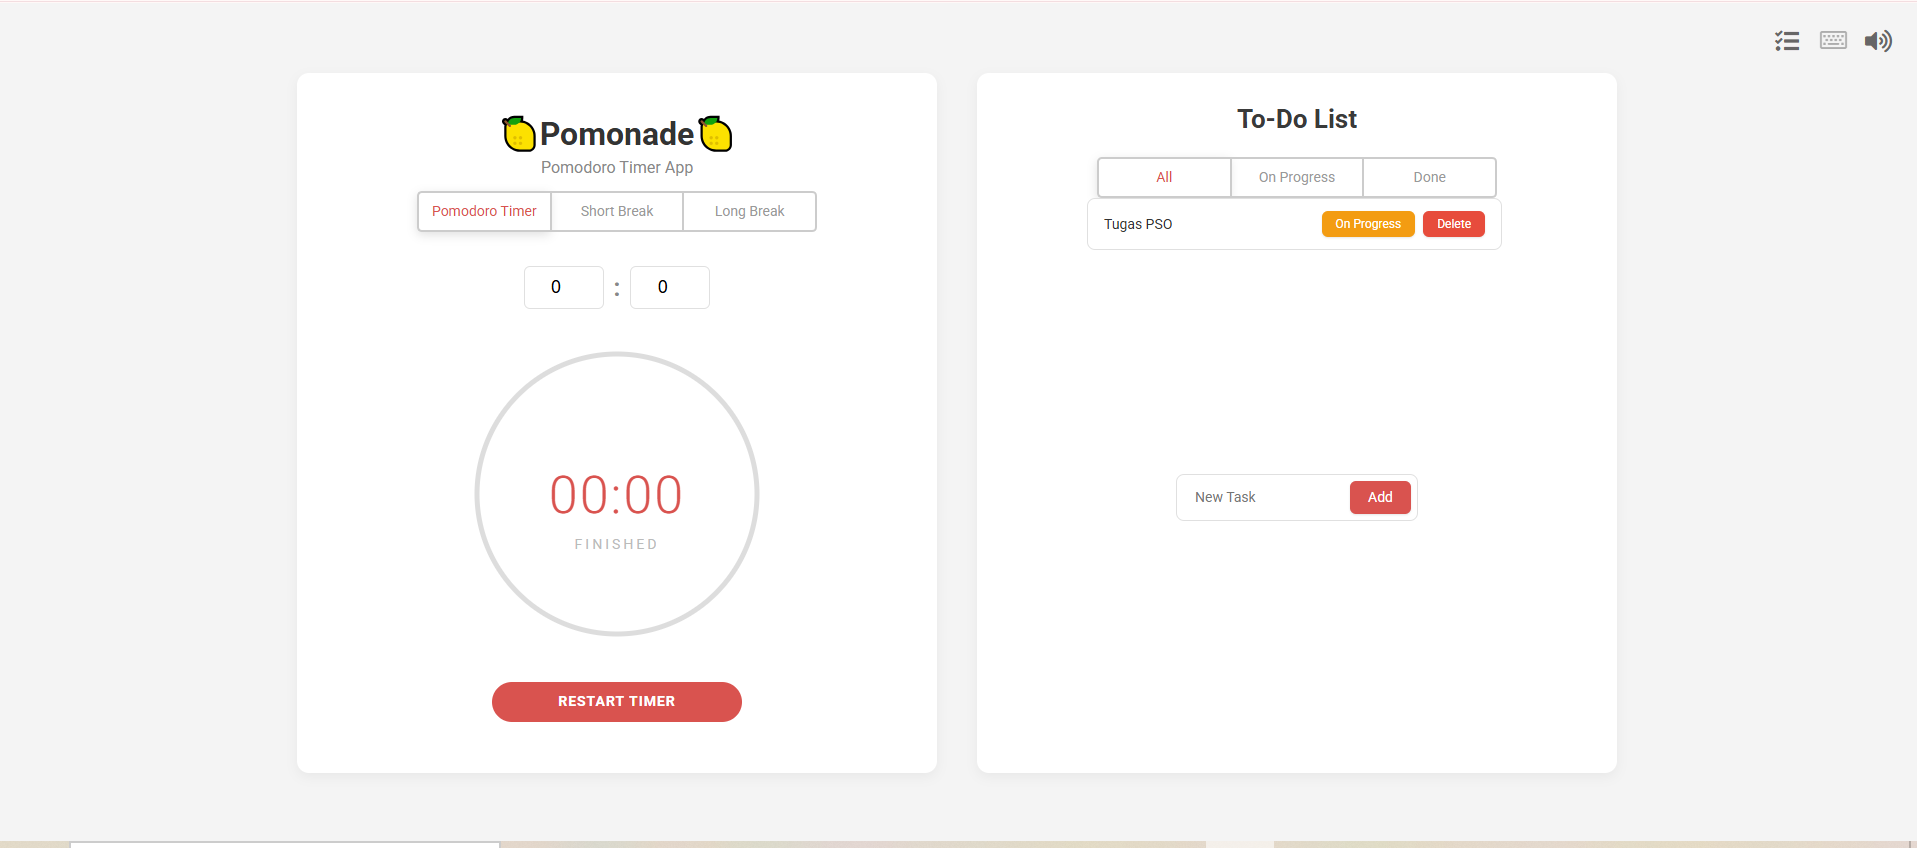 Pomonade
Pomodoro Timer App
Pomodoro Timer Short Break Long Break
0 : 0
00:00
FINISHED
RESTART TIMER
To-Do List
All On Progress Done
Tugas PSO On Progress Delete
New Task Add